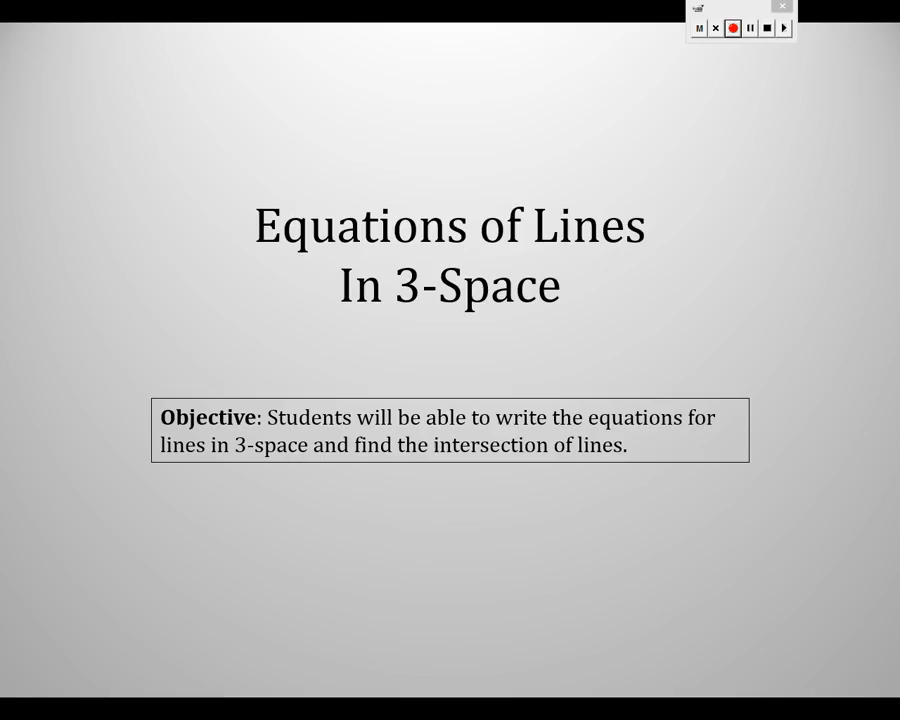 M
Equations of Lines
In 3-Space
Objective: Students will be able to write the equations for
lines in 3-space and find the intersection of lines.